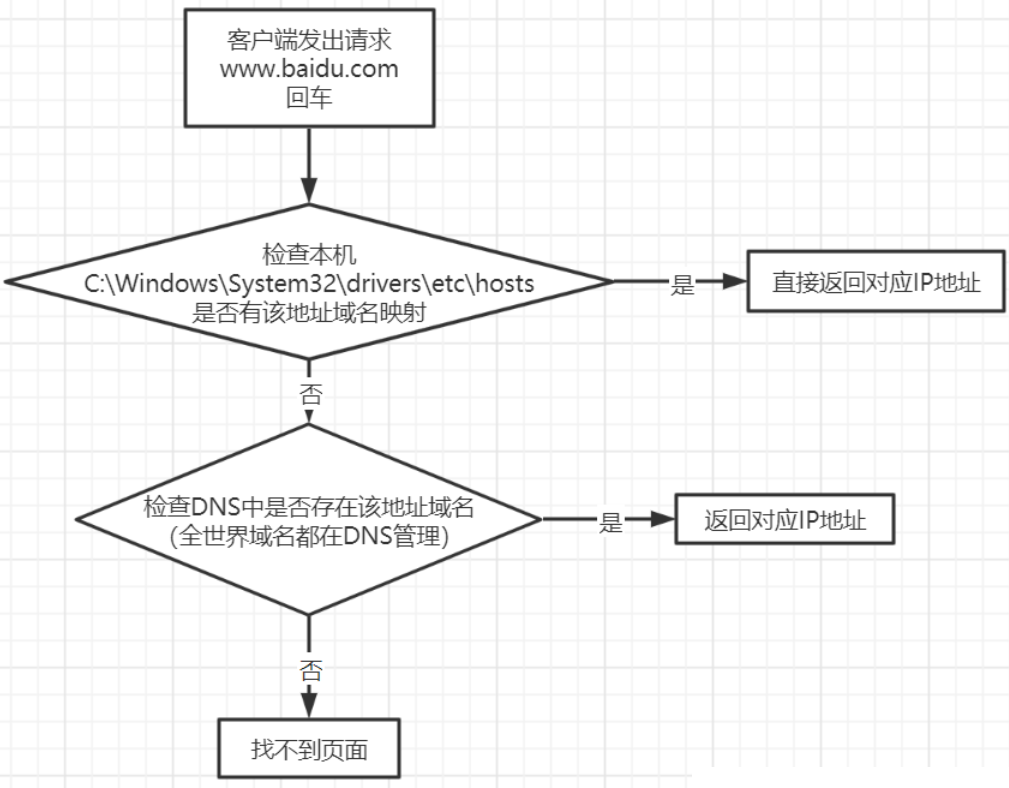 客户端发出请求
www.baidu.com
回车
检查本机
C:\Windows\System32\drivers\etc\hosts
是否有该地址域名映射
是
直接返回对应IP地址
否
检查DNS中是否存在该地址域名
（全世界域名都在DNS管理）
是
返回对应IP地址
否
找不到页面